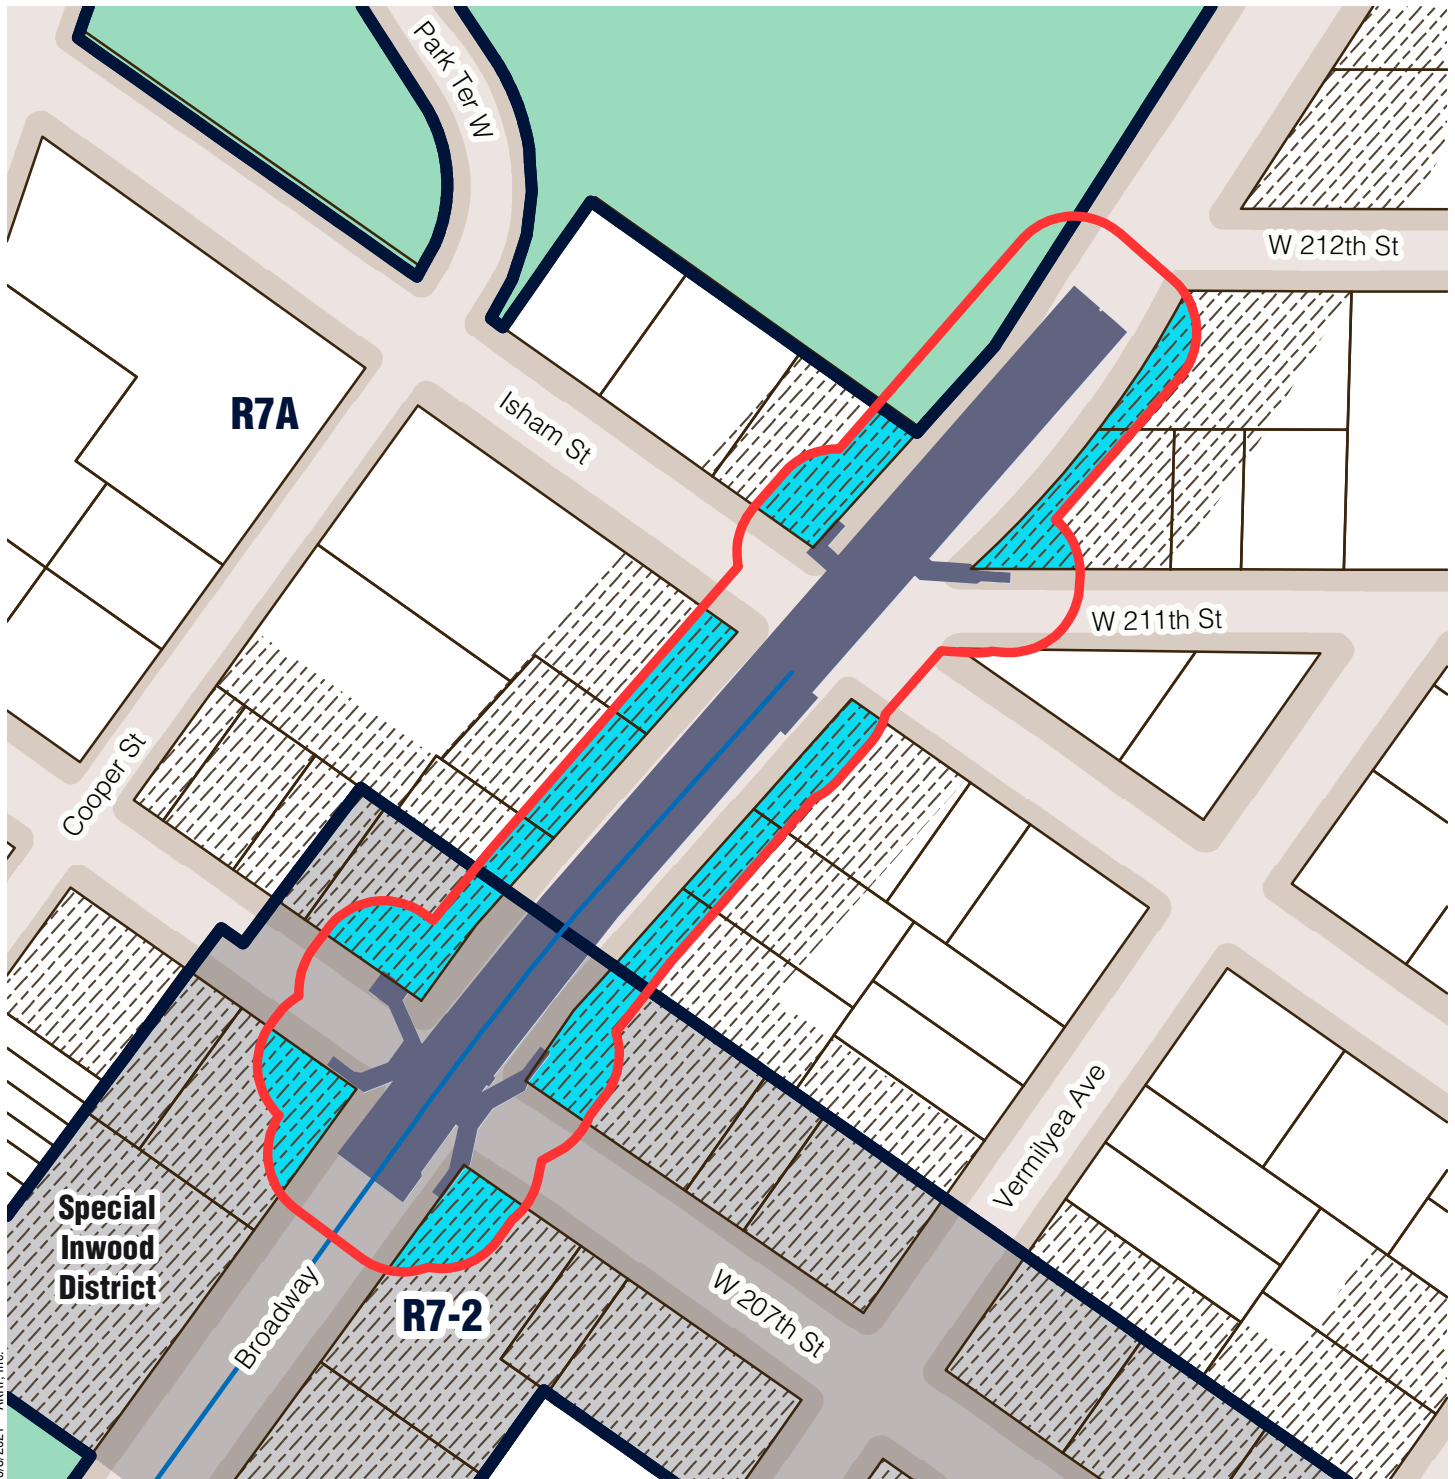 Park Ter W
W 212th St
R7A
Isham St
W 211th St
Cooper St
Vermilyea Ave
Special
Inwood
District
R7-2
W 207th St
Broadway